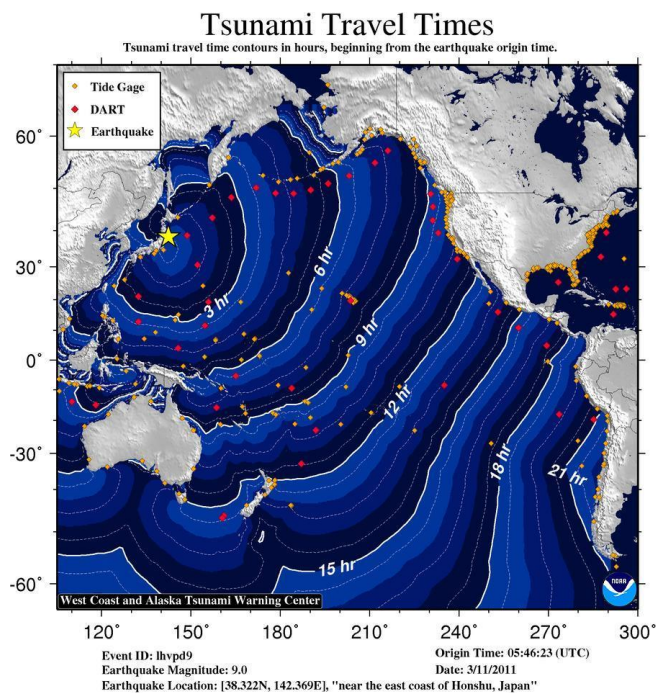 Tsunami Travel Times
Tsunami travel time contours in hours, beginning from the earthquake origin time.
Tide Gage
DART
Earthquake
60°
30°
0°
-30°
-60°
3 hr
6 hr
9 hr
12 hr
15 hr
18 hr
21 hr
NOAA
West Coast and Alaska Tsunami Warning Center
120 150 180 210 240 270 300
Event ID: lhvpd9
Earthquake Magnitude: 9.0
Earthquake Location: [38.322N, 142.369E], "near the east coast of Honshu, Japan"
Origin Time: 05:46:23 (UTC)
Date: 3/11/2011